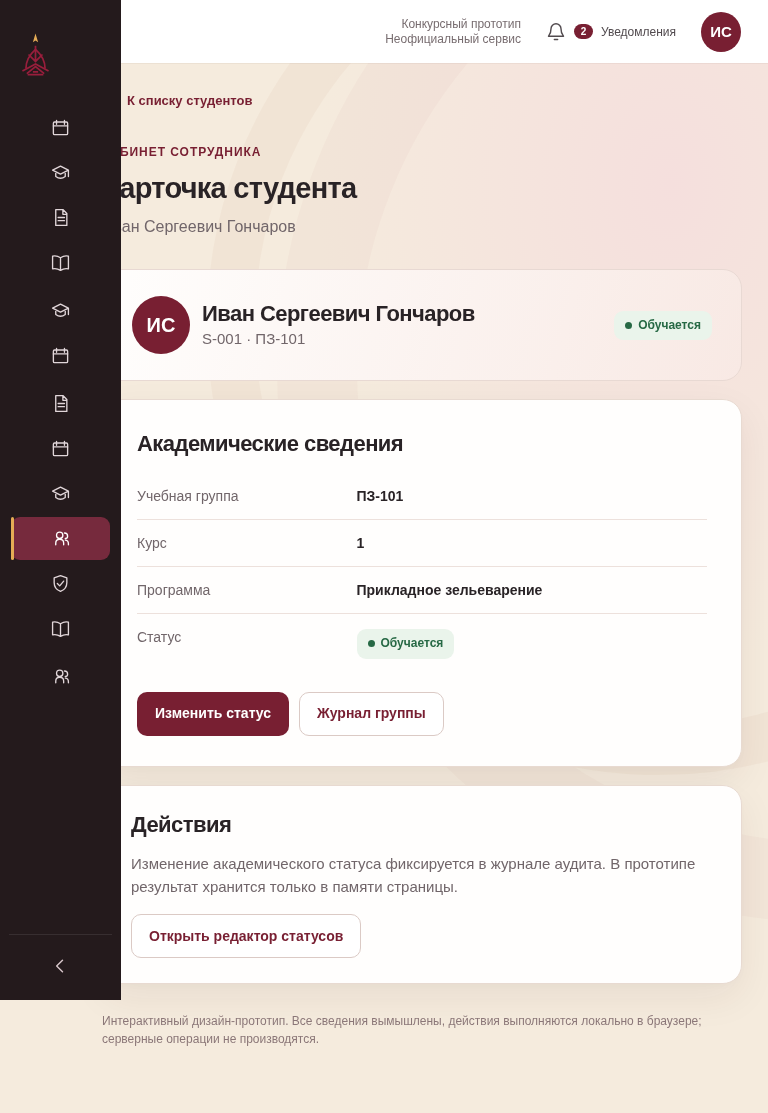 Конкурсный прототип
Неофициальный сервис
2 Уведомления
ИС
К списку студентов
БИНЕТ СОТРУДНИКА
арточка студента
ан Сергеевич Гончаров
ИС
Иван Сергеевич Гончаров
S-001 · ПЗ-101
Обучается
Академические сведения
Учебная группа ПЗ-101
Курс 1
Программа Прикладное зельеварение
Статус Обучается
Изменить статус Журнал группы
Действия
Изменение академического статуса фиксируется в журнале аудита. В прототипе
результат хранится только в памяти страницы.
Открыть редактор статусов
Интерактивный дизайн-прототип. Все сведения вымышлены, действия выполняются локально в браузере;
серверные операции не производятся.